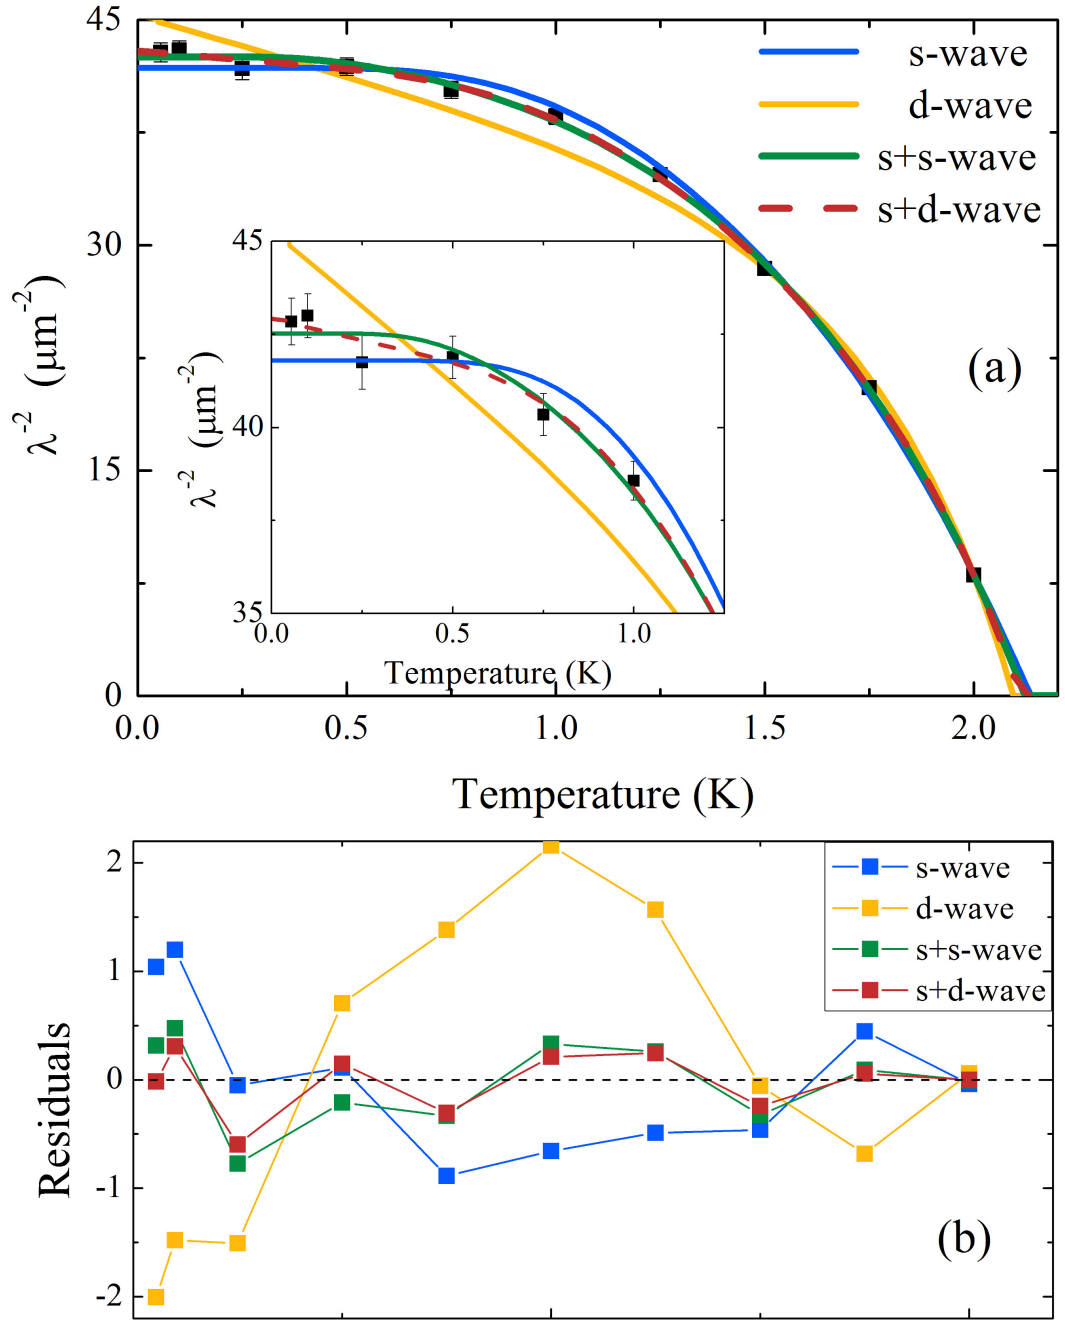 45
30
15
0
λ⁻² (μm⁻²)
s-wave
d-wave
s+s-wave
s+d-wave
(a)
45
40
35
λ⁻² (μm⁻²)
0.0 0.5 1.0
Temperature (K)
0.0 0.5 1.0 1.5 2.0
Temperature (K)
2
1
0
-1
-2
Residuals
s-wave
d-wave
s+s-wave
s+d-wave
(b)